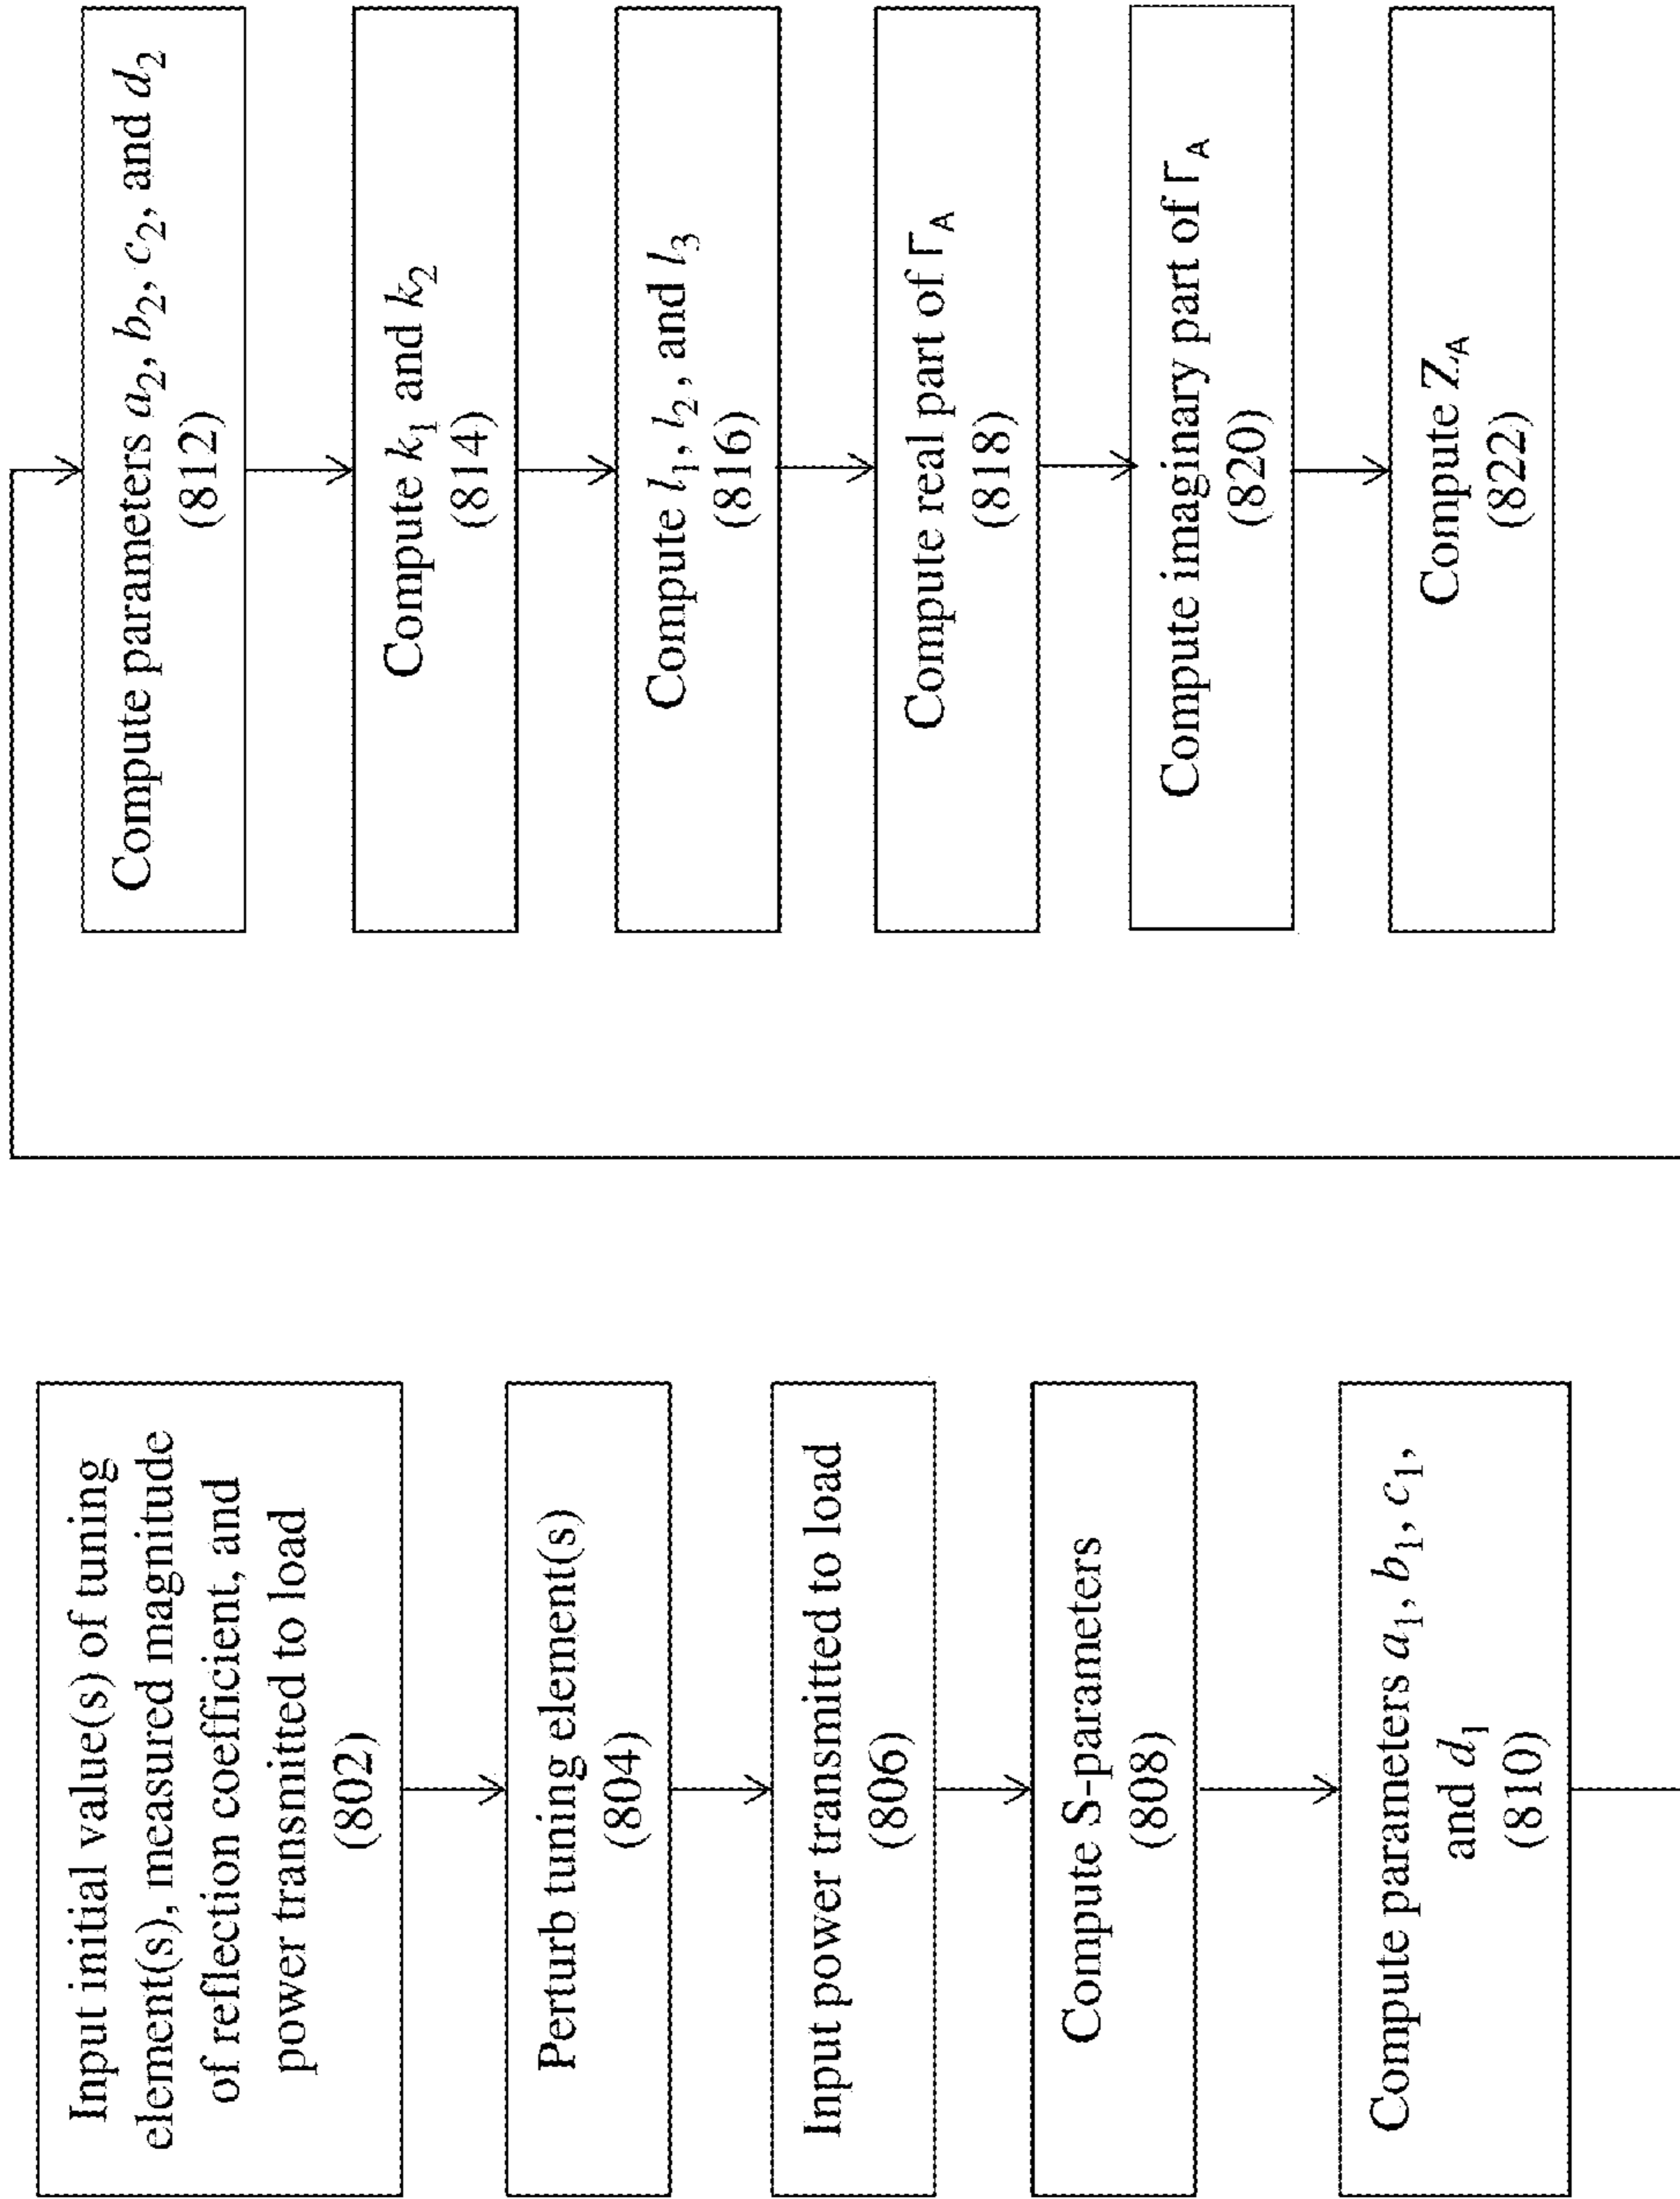 Input initial value(s) of tuning
element(s), measured magnitude
of reflection coefficient, and
power transmitted to load
(802)
Perturb tuning element(s)
(804)
Input power transmitted to load
(806)
Compute S-parameters
(808)
Compute parameters a₁, b₁, c₁,
and d₁
(810)
Compute parameters a₂, b₂, c₂, and d₂
(812)
Compute k₁ and k₂
(814)
Compute l₁, l₂, and l₃
(816)
Compute real part of Γ_A
(818)
Compute imaginary part of Γ_A
(820)
Compute Z_A
(822)